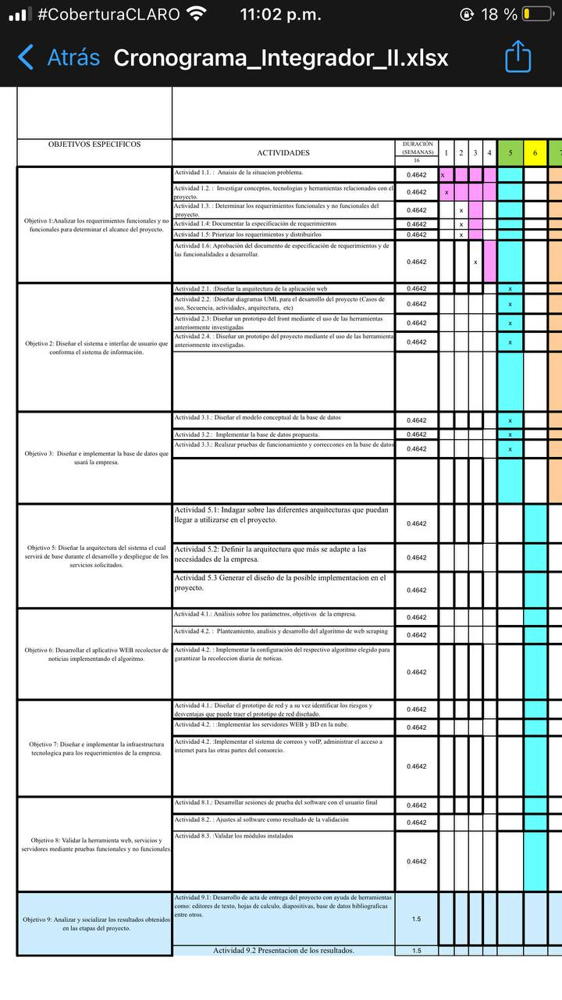 #CoberturaCLARO 11:02 p.m. 18 %
Atrás Cronograma_Integrador_II.xlsx
OBJETIVOS ESPECIFICOS
ACTIVIDADES
DURACIÓN
(SEMANAS)
16
1 2 3 4 5 6 7
Objetivo 1:Analizar los requerimientos funcionales y no
funcionales para determinar el alcance del proyecto.
Actividad 1.1. : Anaisis de la situacion problema.
0.4642 x
Actividad 1.2. : Investigar conceptos, tecnologias y herramientas relacionados con el
proyecto.
0.4642 x
Actividad 1.3. : Determinar los requerimientos funcionales y no funcionales del
proyecto.
0.4642 x
Actividad 1.4: Documentar la especificación de requerimientos
0.4642 x
Actividad 1.5: Priorizar los requerimientos y distribuirlos
0.4642 x
Actividad 1.6: Aprobación del documento de especificación de requerimientos y de
las funcionalidades a desarrollar.
0.4642 x
Objetivo 2: Diseñar el sistema e interfaz de usuario que
conforma el sistema de información.
Actividad 2.1. :Diseñar la arquitectura de la aplicación web
0.4642 x
Actividad 2.2. :Diseñar diagramas UML para el desarrollo del proyecto (Casos de
uso, Secuencia, actividades, arquitectura, etc)
0.4642 x
Actividad 2.3: Diseñar un prototipo del front mediante el uso de las herramientas
anteriormente investigadas
0.4642 x
Actividad 2.4. : Diseñar un prototipo del proyecto mediante el uso de las herramienta
anteriormente investigadas.
0.4642 x
Objetivo 3: Diseñar e implementar la base de datos que
usará la empresa.
Actividad 3.1.: Diseñar el modelo conceptual de la base de datos
0.4642 x
Actividad 3.2.: Implementar la base de datos propuesta.
0.4642 x
Actividad 3.3.: Realizar pruebas de funcionamiento y correccones en la base de datos
0.4642 x
Objetivo 5: Diseñar la arquitectura del sistema el cual
servirá de base durante el desarrollo y despliegue de los
servicios solicitados.
Actividad 5.1: Indagar sobre las diferentes arquitecturas que puedan
llegar a utilizarse en el proyecto.
0.4642
Actividad 5.2: Definir la arquitectura que más se adapte a las
necesidades de la empresa.
0.4642
Actividad 5.3 Generar el diseño de la posible implementacion en el
proyecto.
0.4642
Objetivo 6: Desarrollar el aplicativo WEB recolector de
noticias implementando el algoritmo.
Actividad 4.1.: Análisis sobre los parámetros, objetivos de la empresa.
0.4642
Actividad 4.2. : Planteamiento, analisis y desarrollo del algoritmo de web scraping
0.4642
Actividad 4.2. : Implementar la configuración del respectivo algoritmo elegido para
garantizar la recoleccion diaria de noticas.
0.4642
Objetivo 7: Diseñar e implementar la infraestructura
tecnologica para los requerimientos de la empresa.
Actividad 4.1.: Diseñar el prototipo de red y a su vez identificar los riesgos y
desventajas que puede traer el prototipo de red diseñado.
0.4642
Actividad 4.2. : :Implementar los servidores WEB y BD en la nube.
0.4642
Actividad 4.2. :Implementar el sistema de correos y voIP, administrar el acceso a
internet para las otras partes del consorcio.
0.4642
Objetivo 8: Validar la herramienta web, servicios y
servidores mediante pruebas funcionales y no funcionales.
Actividad 8.1.: Desarrollar sesiones de prueba del software con el usuario final
0.4642
Actividad 8.2. : Ajustes al software como resultado de la validación
0.4642
Actividad 8.3. :Validar los módulos instalados
0.4642
Objetivo 9: Analizar y socializar los resultados obtenidos
en las etapas del proyecto.
Actividad 9.1: Desarrollo de acta de entrega del proyecto con ayuda de herramientas
como: editores de texto, hojas de calculo, diapositivas, base de datos bibliograficas
entre otros.
1.5
Actividad 9.2 Presentacion de los resultados.
1.5